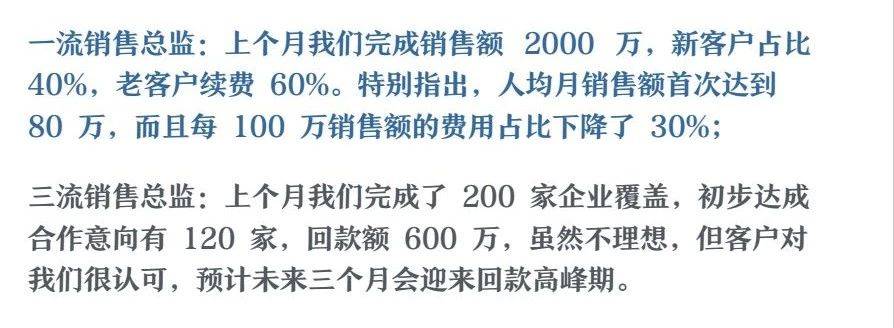 一流销售总监：上个月我们完成销售额 2000 万，新客户占比
40%，老客户续费 60%。特别指出，人均月销售额首次达到
80 万，而且每 100 万销售额的费用占比下降了 30%；
三流销售总监：上个月我们完成了 200 家企业覆盖，初步达成
合作意向有 120 家，回款额 600 万，虽然不理想，但客户对
我们很认可，预计未来三个月会迎来回款高峰期。